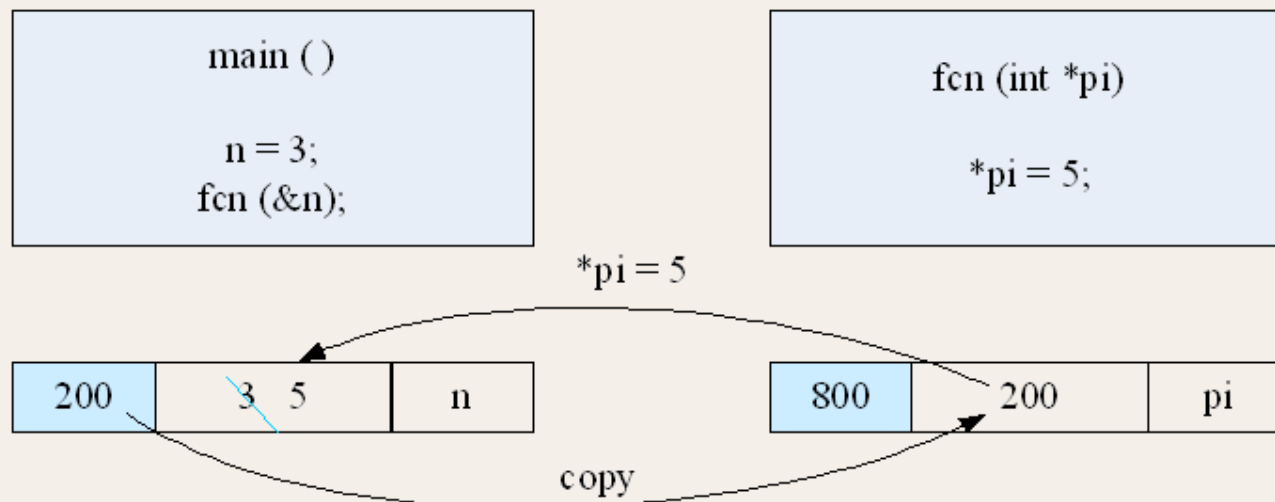 main ( )
n = 3;
fcn (&n);
fcn (int *pi)
*pi = 5;
*pi = 5
200 3 5 n
800 200 pi
copy